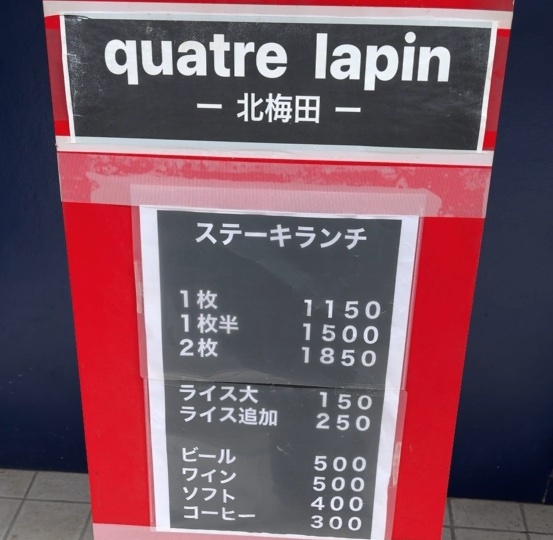 quatre lapin
ー 北梅田 ー
ステーキランチ
1枚 1150
1枚半 1500
2枚 1850
ライス大 150
ライス追加 250
ビール 500
ワイン 500
ソフト 400
コーヒー 300